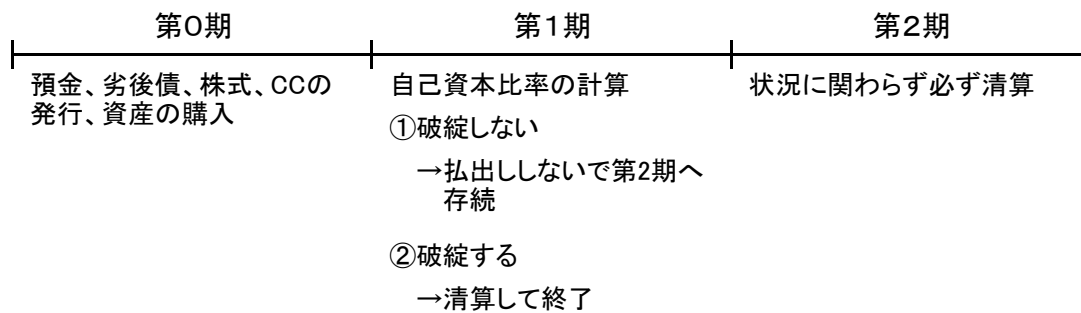 第0期
第1期
第2期
預金、劣後債、株式、CCの
発行、資産の購入
自己資本比率の計算
①破綻しない
→払出ししないで第2期へ
存続
②破綻する
→清算して終了
状況に関わらず必ず清算